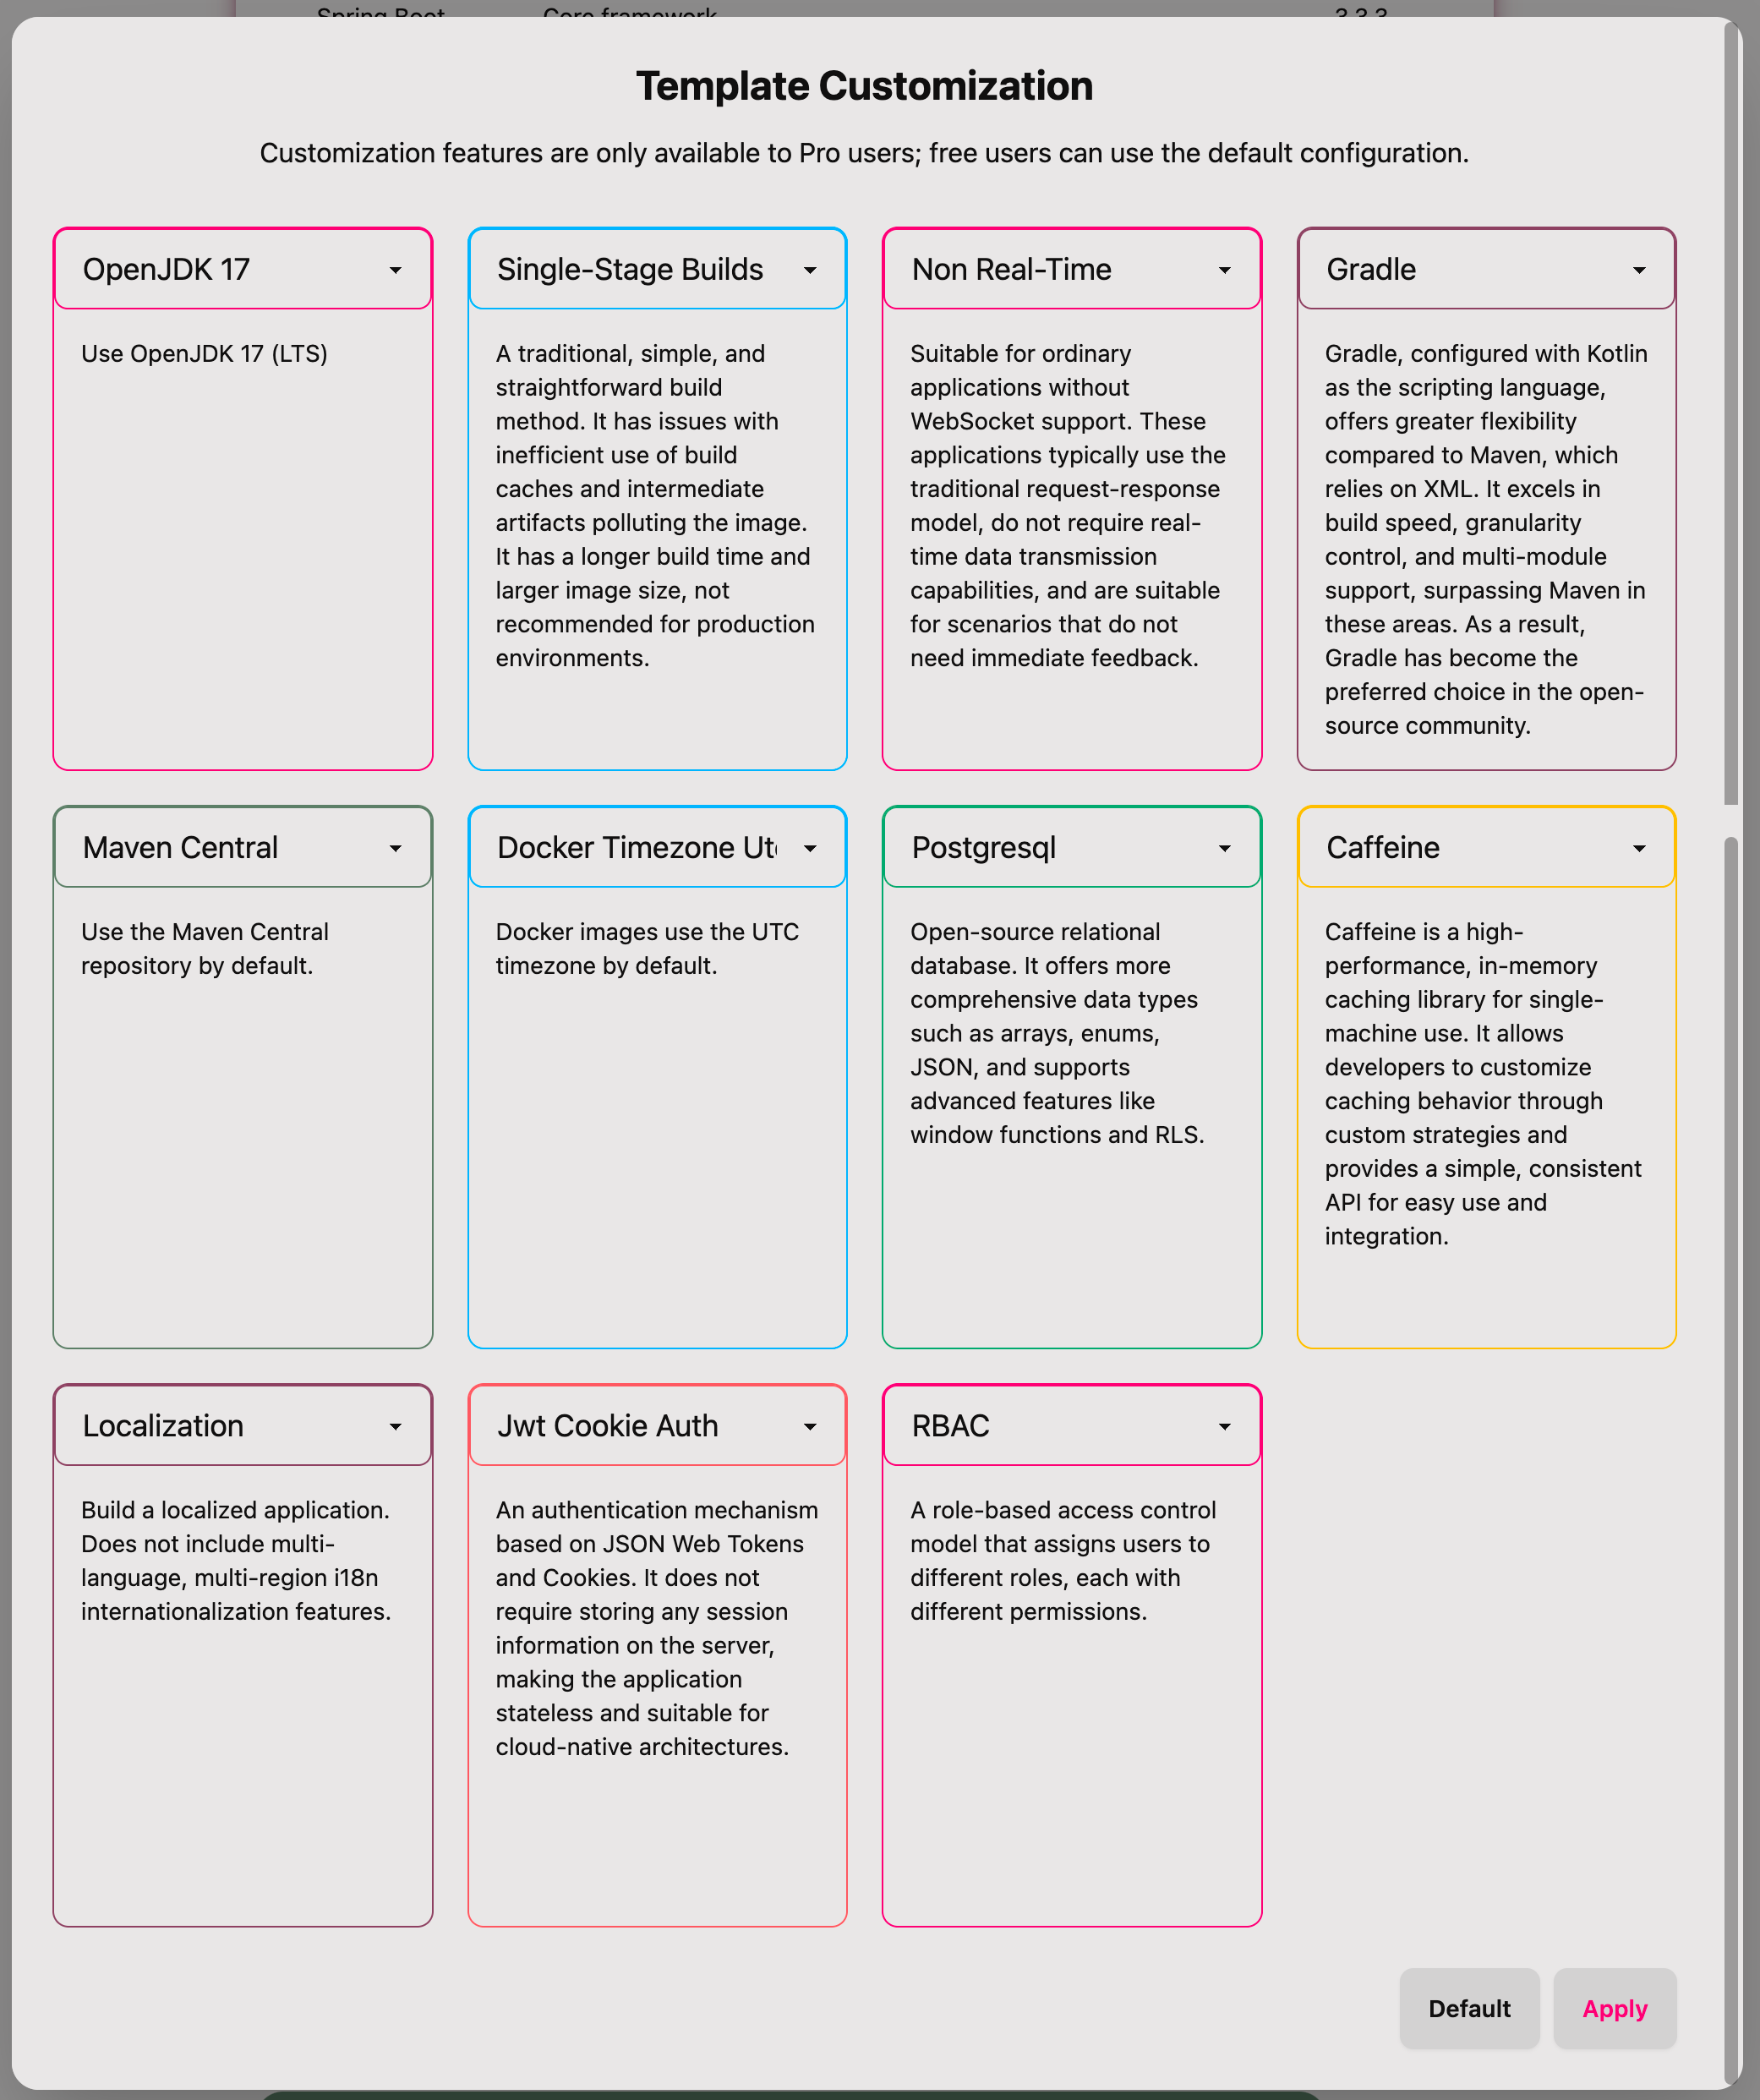 Spring Boot Core framework 3.3.3
Template Customization
Customization features are only available to Pro users; free users can use the default configuration.
OpenJDK 17
Use OpenJDK 17 (LTS)
Single-Stage Builds
A traditional, simple, and
straightforward build
method. It has issues with
inefficient use of build
caches and intermediate
artifacts polluting the image.
It has a longer build time and
larger image size, not
recommended for production
environments.
Non Real-Time
Suitable for ordinary
applications without
WebSocket support. These
applications typically use the
traditional request-response
model, do not require real-
time data transmission
capabilities, and are suitable
for scenarios that do not
need immediate feedback.
Gradle
Gradle, configured with Kotlin
as the scripting language,
offers greater flexibility
compared to Maven, which
relies on XML. It excels in
build speed, granularity
control, and multi-module
support, surpassing Maven in
these areas. As a result,
Gradle has become the
preferred choice in the open-
source community.
Maven Central
Use the Maven Central
repository by default.
Docker Timezone Utc
Docker images use the UTC
timezone by default.
Postgresql
Open-source relational
database. It offers more
comprehensive data types
such as arrays, enums,
JSON, and supports
advanced features like
window functions and RLS.
Caffeine
Caffeine is a high-
performance, in-memory
caching library for single-
machine use. It allows
developers to customize
caching behavior through
custom strategies and
provides a simple, consistent
API for easy use and
integration.
Localization
Build a localized application.
Does not include multi-
language, multi-region i18n
internationalization features.
Jwt Cookie Auth
An authentication mechanism
based on JSON Web Tokens
and Cookies. It does not
require storing any session
information on the server,
making the application
stateless and suitable for
cloud-native architectures.
RBAC
A role-based access control
model that assigns users to
different roles, each with
different permissions.
Default
Apply